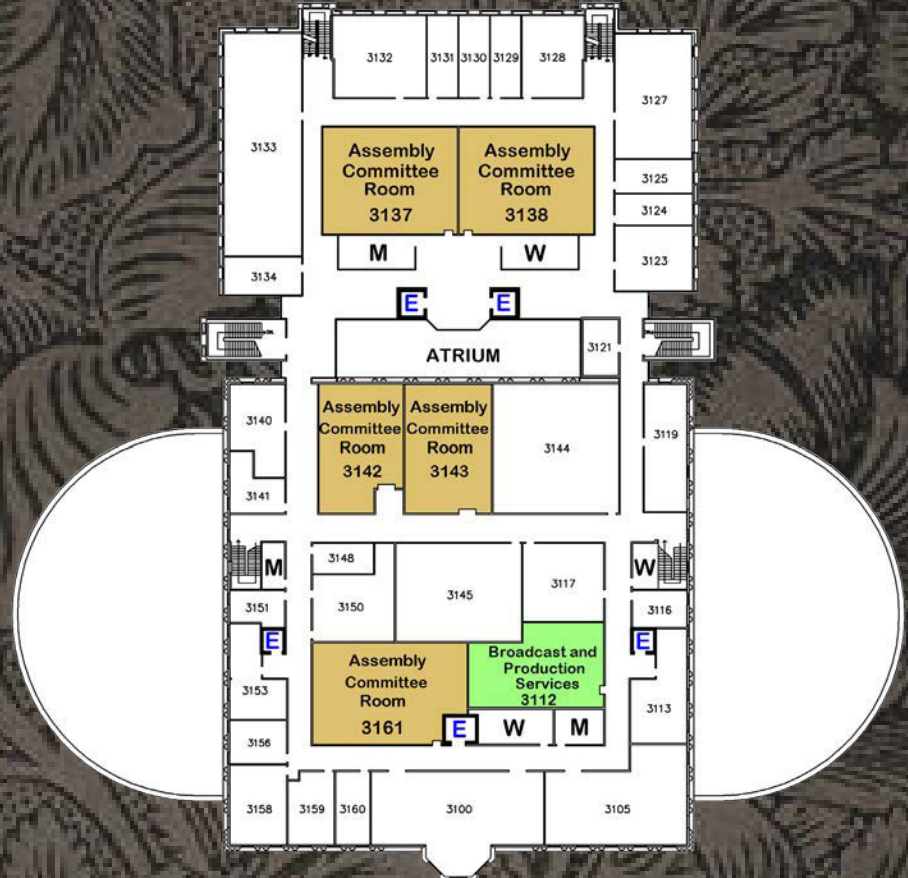 3132
3131
3130
3129
3128
3133
3127
Assembly
Committee
Room
3137
Assembly
Committee
Room
3138
3125
3124
M
W
3123
3134
E
E
ATRIUM
3121
3140
Assembly
Committee
Room
3142
Assembly
Committee
Room
3143
3144
3119
3141
M
3148
3150
3145
3117
W
3151
3116
E
Assembly
Committee
Room
3161
Broadcast and
Production
Services
3112
E
3153
3113
E
W
M
3156
3158
3159
3160
3100
3105